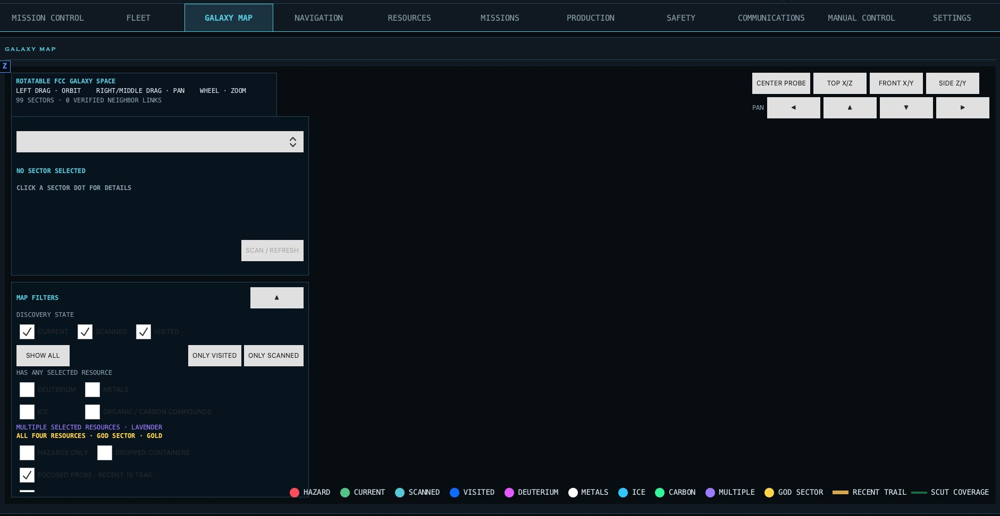 MISSION CONTROL FLEET GALAXY MAP NAVIGATION RESOURCES MISSIONS PRODUCTION SAFETY COMMUNICATIONS MANUAL CONTROL SETTINGS
GALAXY MAP
Z
ROTATABLE FCC GALAXY SPACE
LEFT DRAG · ORBIT RIGHT/MIDDLE DRAG · PAN WHEEL · ZOOM
99 SECTORS · 0 VERIFIED NEIGHBOR LINKS
CENTER PROBE TOP X/Z FRONT X/Y SIDE Z/Y
PAN ◄ ▲ ▼ ►
NO SECTOR SELECTED
CLICK A SECTOR DOT FOR DETAILS
SCAN / REFRESH
MAP FILTERS ▲
DISCOVERY STATE
CURRENT SCANNED VISITED
SHOW ALL ONLY VISITED ONLY SCANNED
HAS ANY SELECTED RESOURCE
DEUTERIUM METALS
ICE ORGANIC / CARBON COMPOUNDS
MULTIPLE SELECTED RESOURCES · LAVENDER
ALL FOUR RESOURCES · GOD SECTOR · GOLD
HAZARDS ONLY DROPPED CONTAINERS
FOCUSED PROBE · RECENT 10 TRAIL
HAZARD CURRENT SCANNED VISITED DEUTERIUM METALS ICE CARBON MULTIPLE GOD SECTOR RECENT TRAIL SCUT COVERAGE